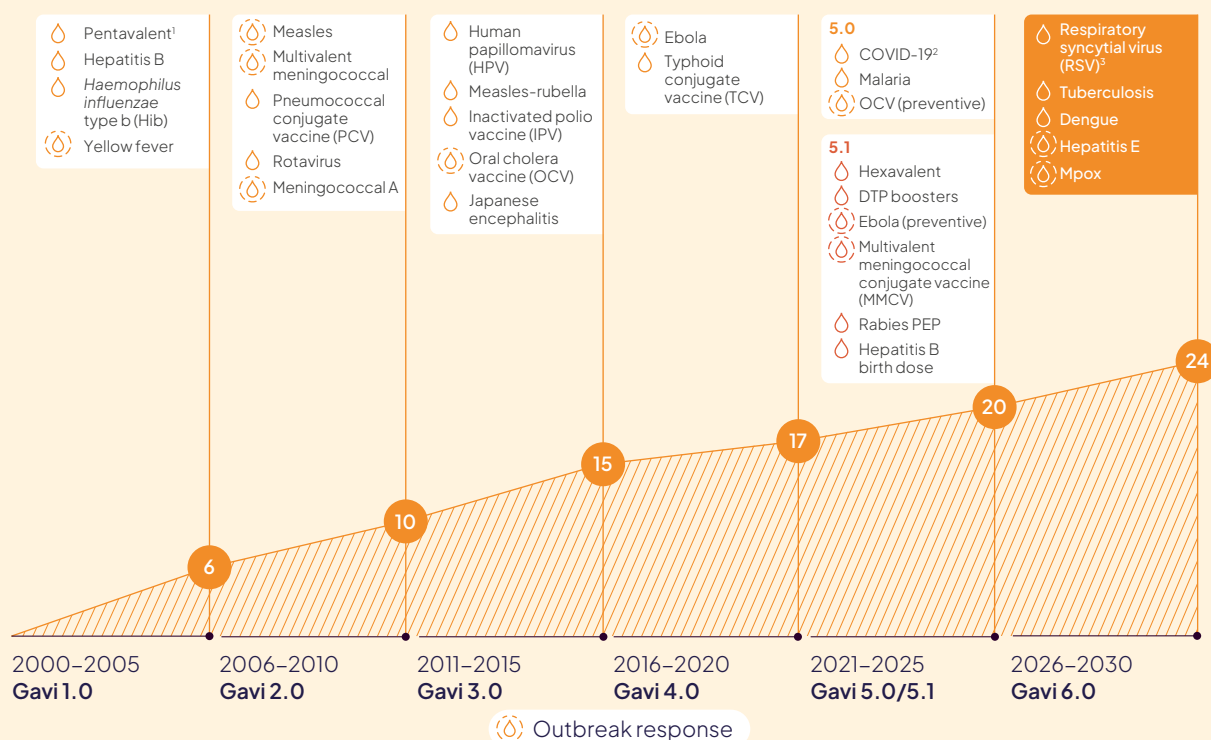 Pentavalent¹
Hepatitis B
Haemophilus
influenzae
type b (Hib)
Yellow fever
Measles
Multivalent
meningococcal
Pneumococcal
conjugate
vaccine (PCV)
Rotavirus
Meningococcal A
Human
papillomavirus
(HPV)
Measles-rubella
Inactivated polio
vaccine (IPV)
Oral cholera
vaccine (OCV)
Japanese
encephalitis
Ebola
Typhoid
conjugate
vaccine (TCV)
5.0
COVID-19²
Malaria
OCV (preventive)
5.1
Hexavalent
DTP boosters
Ebola (preventive)
Multivalent
meningococcal
conjugate vaccine
(MMCV)
Rabies PEP
Hepatitis B
birth dose
Respiratory
syncytial virus
(RSV)³
Tuberculosis
Dengue
Hepatitis E
Mpox
6
10
15
17
20
24
2000–2005
Gavi 1.0
2006–2010
Gavi 2.0
2011–2015
Gavi 3.0
2016–2020
Gavi 4.0
2021–2025
Gavi 5.0/5.1
2026–2030
Gavi 6.0
Outbreak response